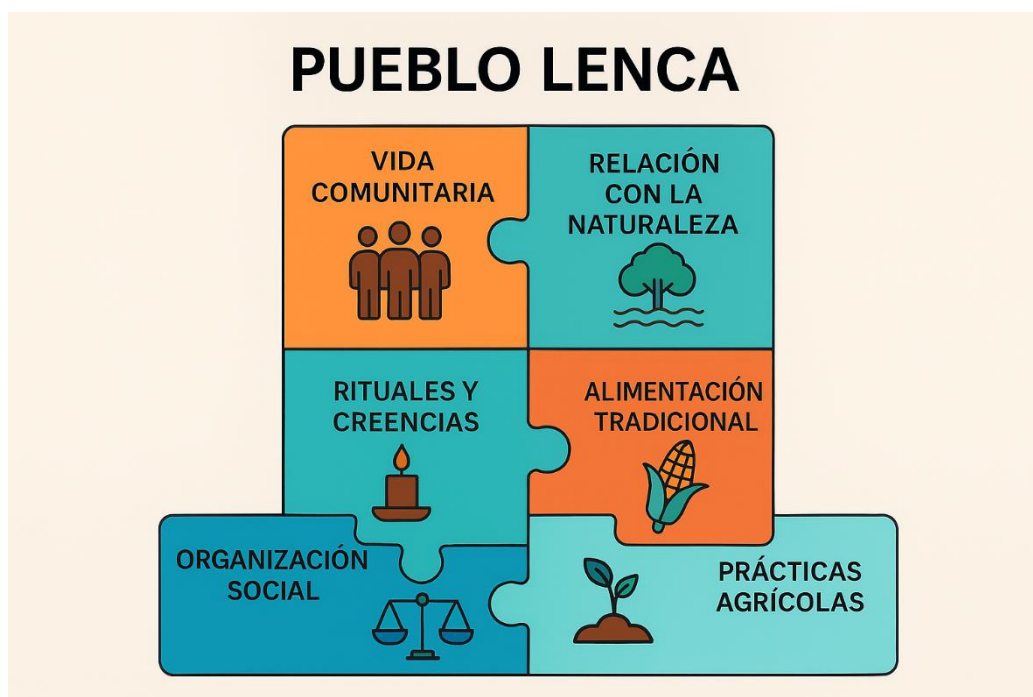 PUEBLO LENCA
VIDA
COMUNITARIA
RELACIÓN
CON LA
NATURALEZA
RITUALES Y
CREENCIAS
ALIMENTACIÓN
TRADICIONAL
ORGANIZACIÓN
SOCIAL
PRÁCTICAS
AGRÍCOLAS